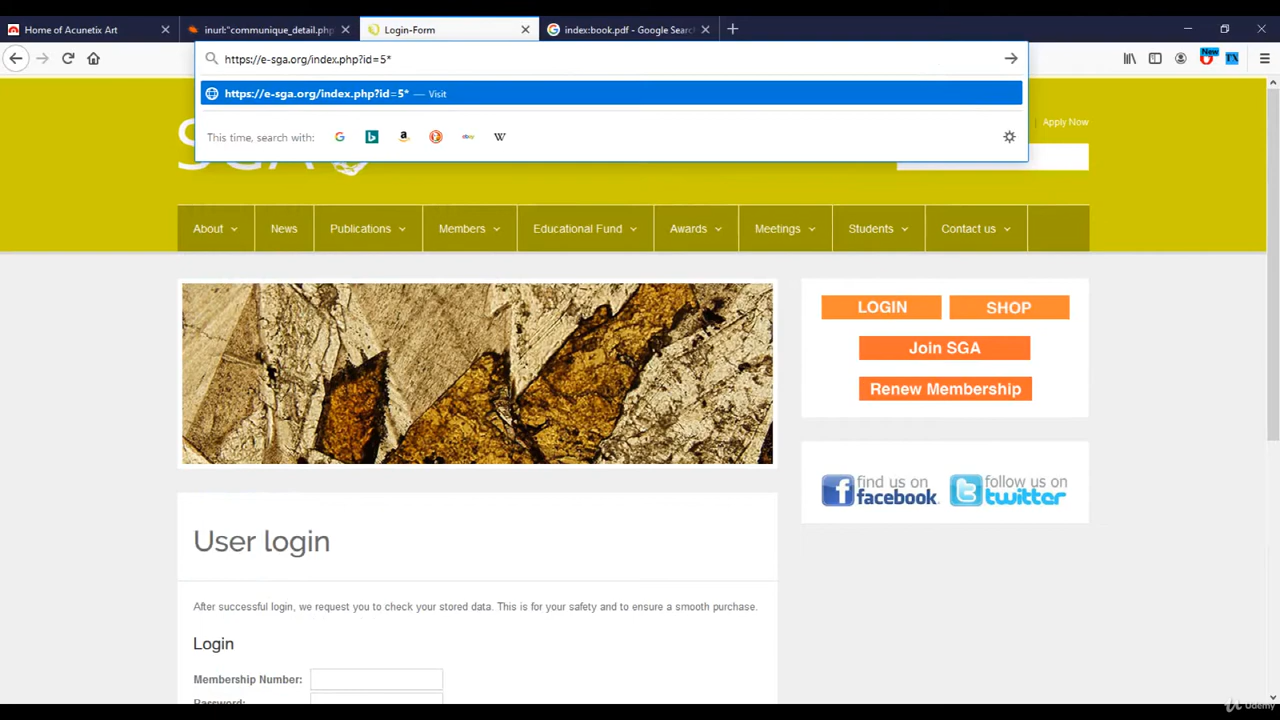 Home of Acunetix Art
inurl:"communique_detail.php
Login-Form
index:book.pdf - Google Search
https://e-sga.org/index.php?id=5*
New
https://e-sga.org/index.php?id=5* — Visit
This time, search with:
Apply Now
About
News
Publications
Members
Educational Fund
Awards
Meetings
Students
Contact us
LOGIN
SHOP
Join SGA
Renew Membership
find us on facebook
follow us on twitter
User login
After successful login, we request you to check your stored data. This is for your safety and to ensure a smooth purchase.
Login
Membership Number:
Password:
Udemy